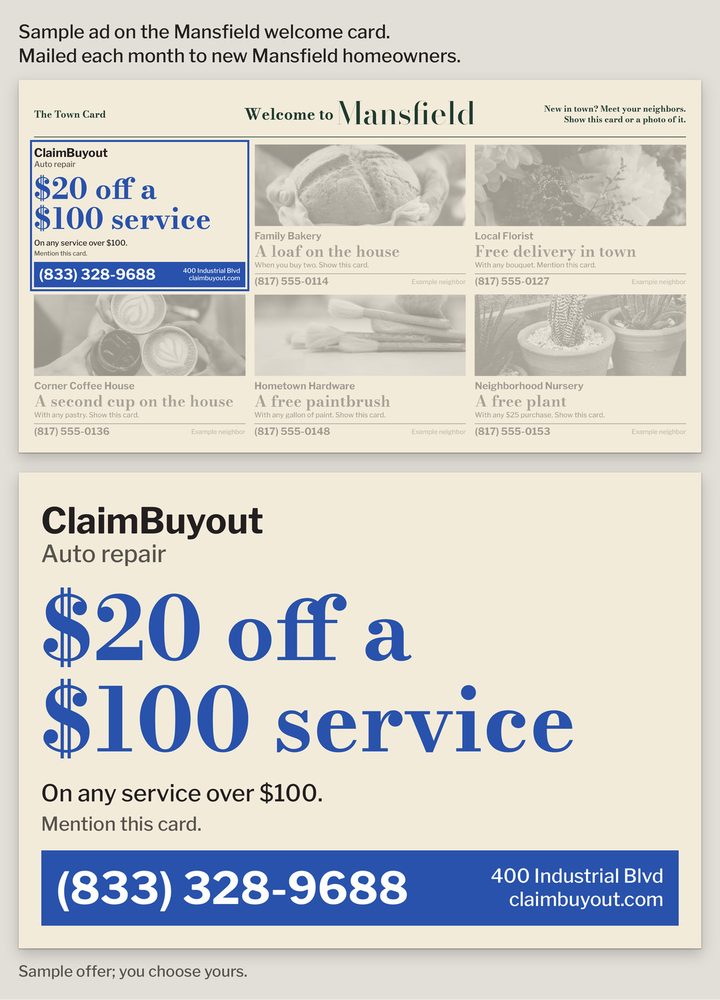 Sample ad on the Mansfield welcome card.
Mailed each month to new Mansfield homeowners.
The Town Card
Welcome to Mansfield
New in town? Meet your neighbors.
Show this card or a photo of it.
ClaimBuyout
Auto repair
$20 off a
$100 service
On any service over $100.
Mention this card.
(833) 328-9688
400 Industrial Blvd
claimbuyout.com
Family Bakery
A loaf on the house
When you buy two. Show this card.
(817) 555-0114
Example neighbor
Local Florist
Free delivery in town
With any bouquet. Mention this card.
(817) 555-0127
Example neighbor
Corner Coffee House
A second cup on the house
With any pastry. Show this card.
(817) 555-0136
Example neighbor
Hometown Hardware
A free paintbrush
With any gallon of paint. Show this card.
(817) 555-0148
Example neighbor
Neighborhood Nursery
A free plant
With any $25 purchase. Show this card.
(817) 555-0153
Example neighbor
ClaimBuyout
Auto repair
$20 off a
$100 service
On any service over $100.
Mention this card.
(833) 328-9688
400 Industrial Blvd
claimbuyout.com
Sample offer; you choose yours.